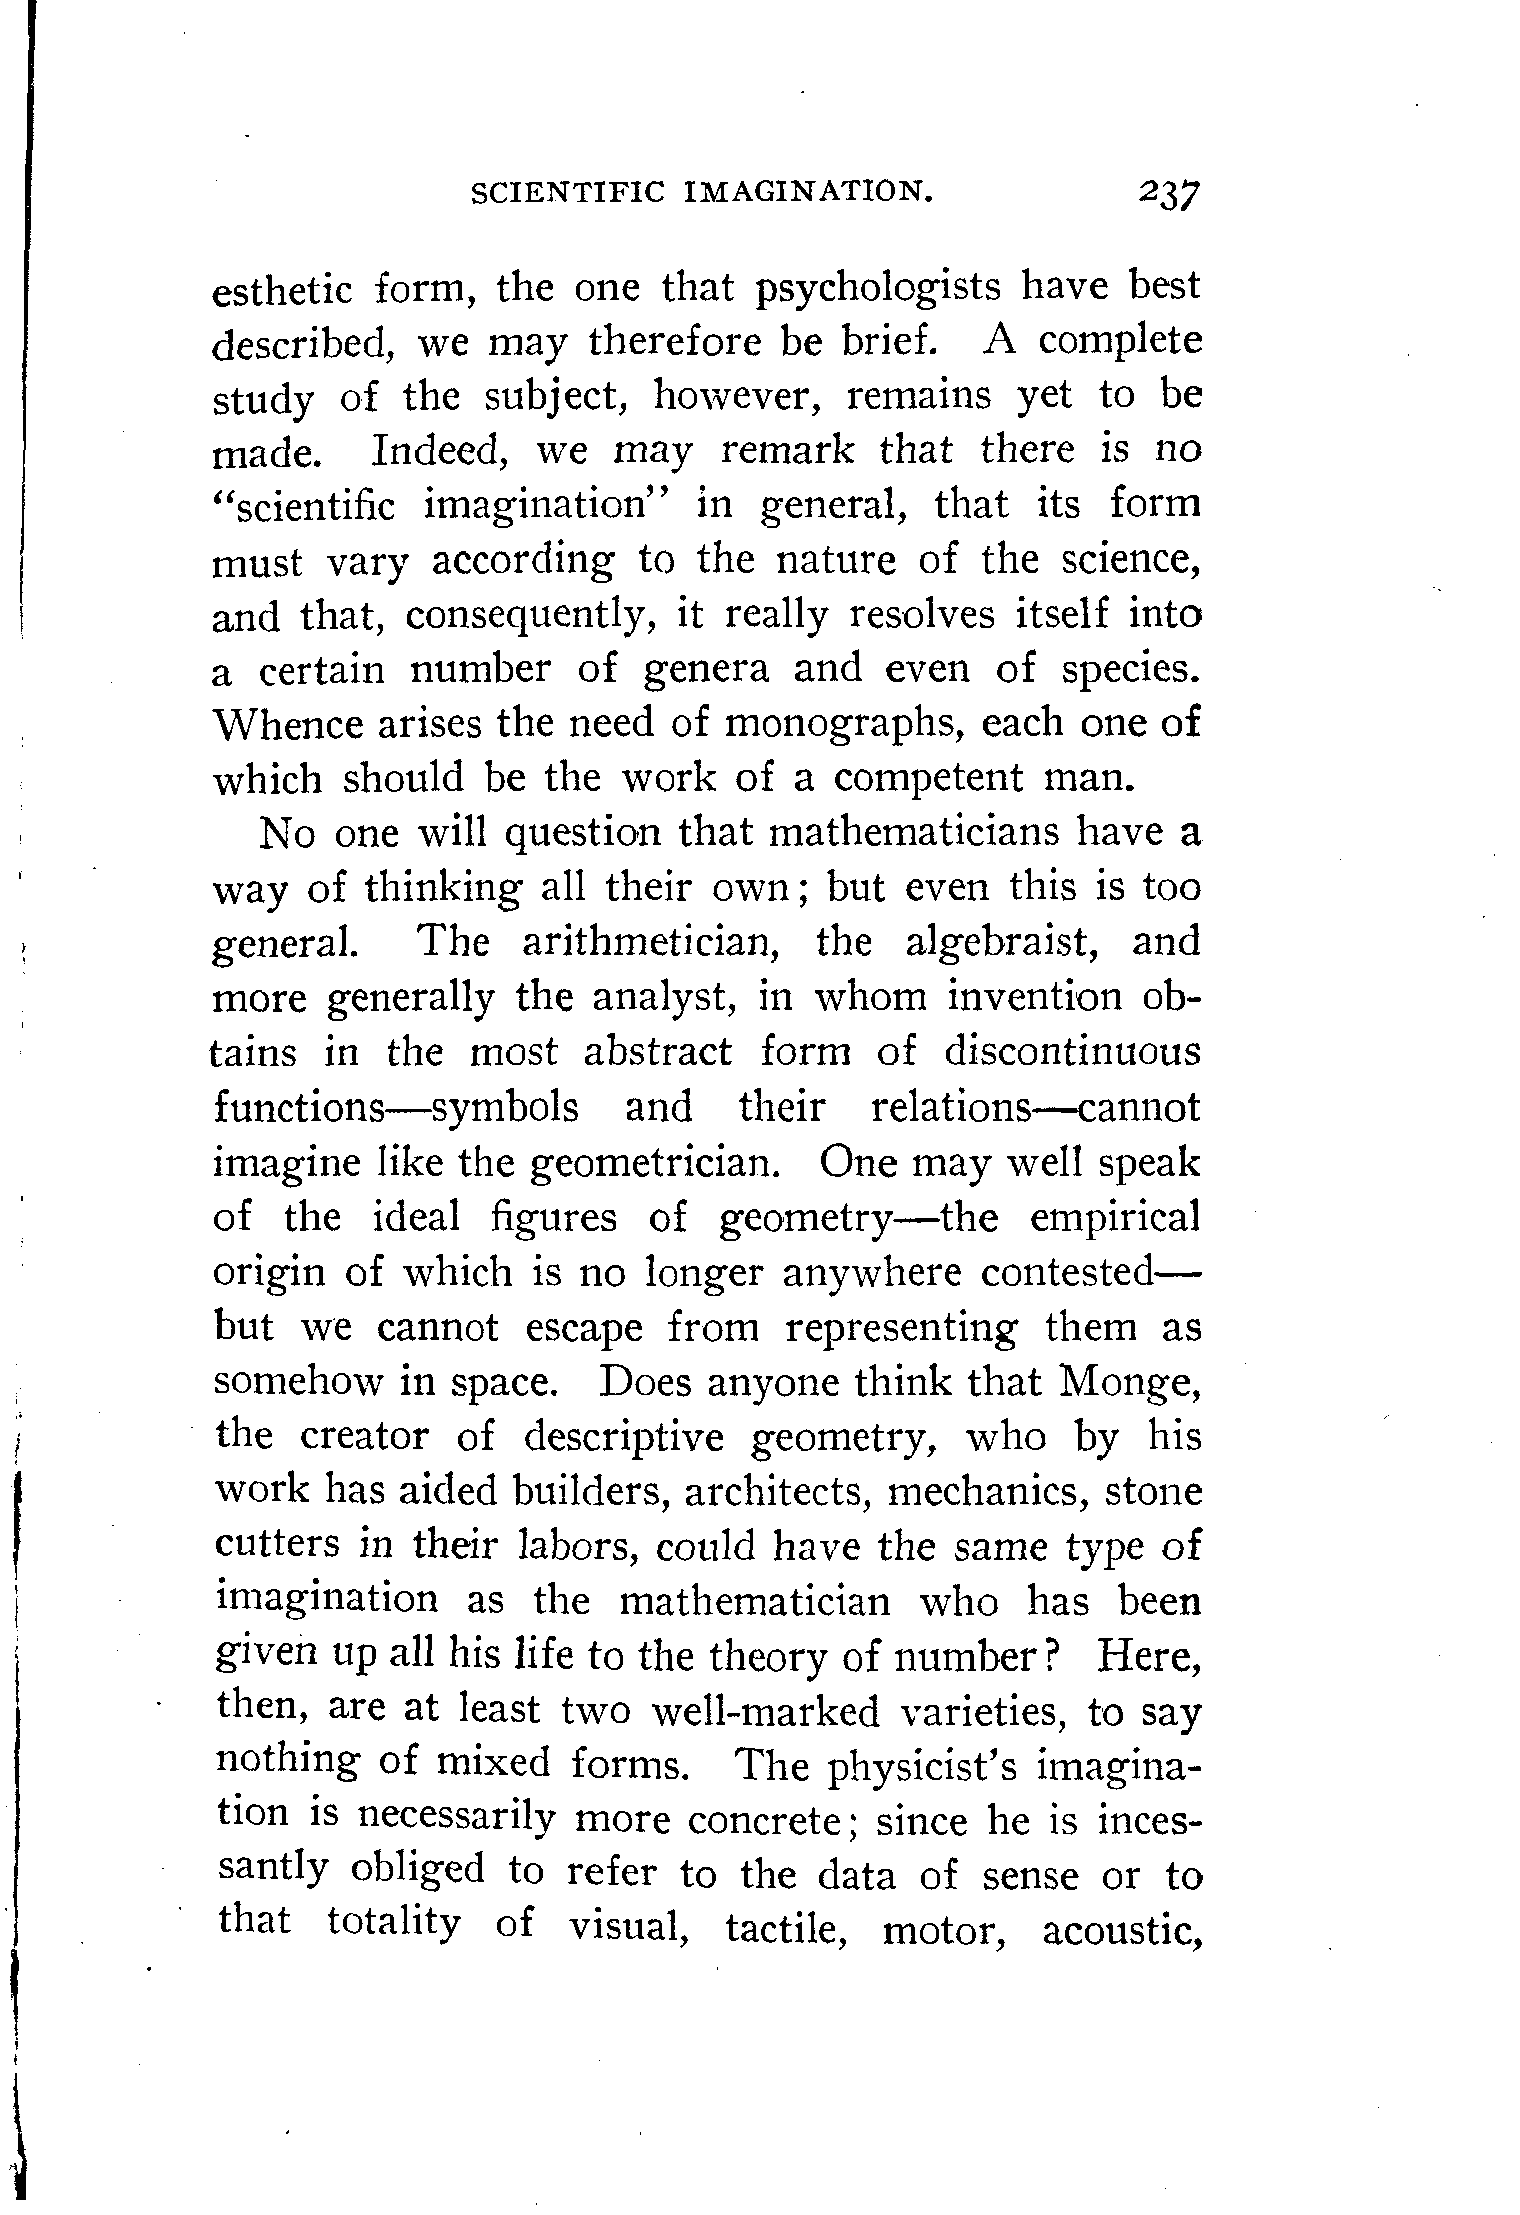 SCIENTIFIC IMAGINATION. 237
esthetic form, the one that psychologists have best
described, we may therefore be brief. A complete
study of the subject, however, remains yet to be
made. Indeed, we may remark that there is no
“scientific imagination” in general, that its form
must vary according to the nature of the science,
and that, consequently, it really resolves itself into
a certain number of genera and even of species.
Whence arises the need of monographs, each one of
which should be the work of a competent man.
No one will question that mathematicians have a
way of thinking all their own; but even this is too
general. The arithmetician, the algebraist, and
more generally the analyst, in whom invention ob-
tains in the most abstract form of discontinuous
functions—symbols and their relations—cannot
imagine like the geometrician. One may well speak
of the ideal figures of geometry—the empirical
origin of which is no longer anywhere contested—
but we cannot escape from representing them as
somehow in space. Does anyone think that Monge,
the creator of descriptive geometry, who by his
work has aided builders, architects, mechanics, stone
cutters in their labors, could have the same type of
imagination as the mathematician who has been
given up all his life to the theory of number? Here,
then, are at least two well-marked varieties, to say
nothing of mixed forms. The physicist’s imagina-
tion is necessarily more concrete; since he is inces-
santly obliged to refer to the data of sense or to
that totality of visual, tactile, motor, acoustic,